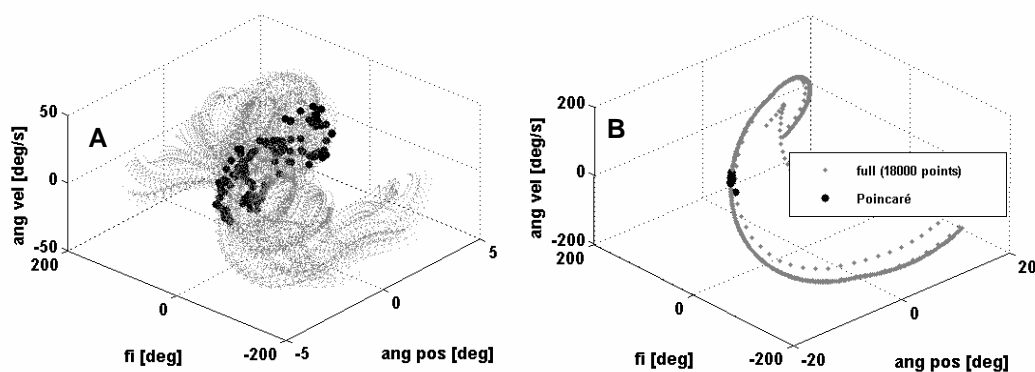 A
50
0
-50
200
0
-200
-5
0
5
ang vel [deg/s]
fi [deg]
ang pos [deg]
B
200
0
-200
200
0
-200
-20
0
20
ang vel [deg/s]
fi [deg]
ang pos [deg]
full (18000 points)
Poincaré